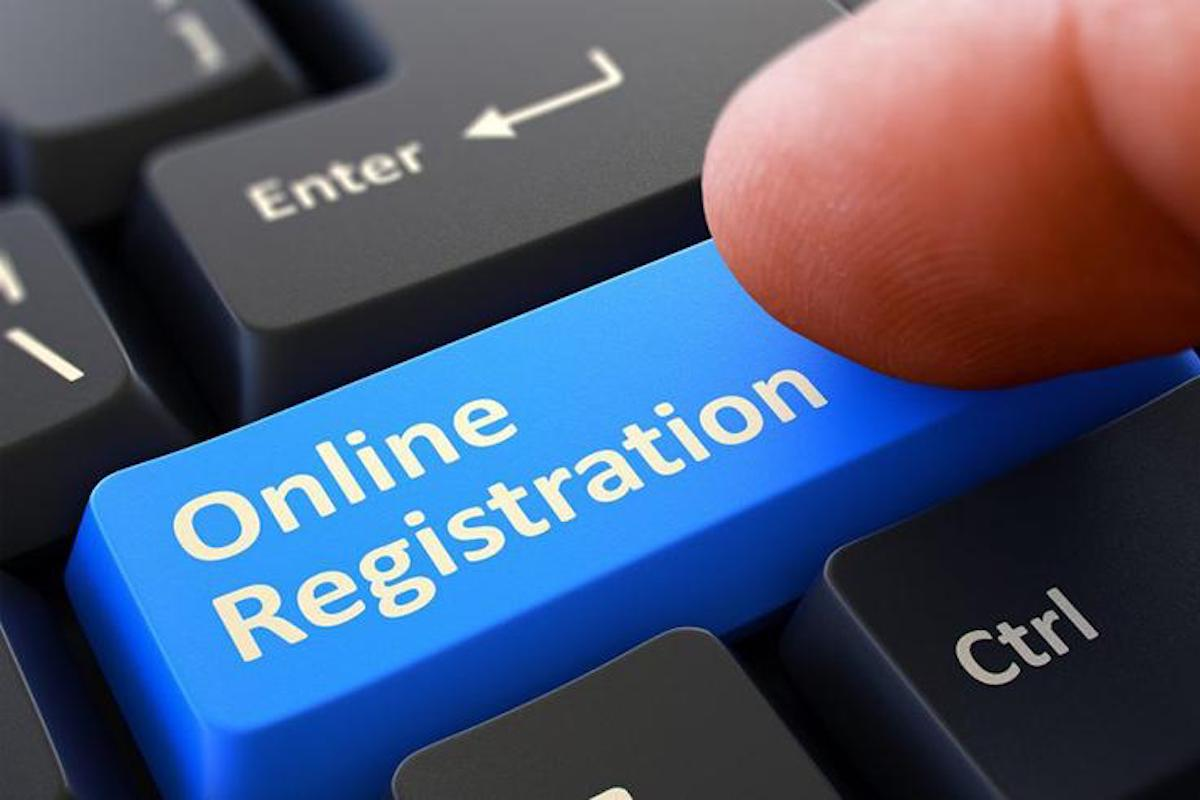 Enter
\
Online
Registration
Ctrl